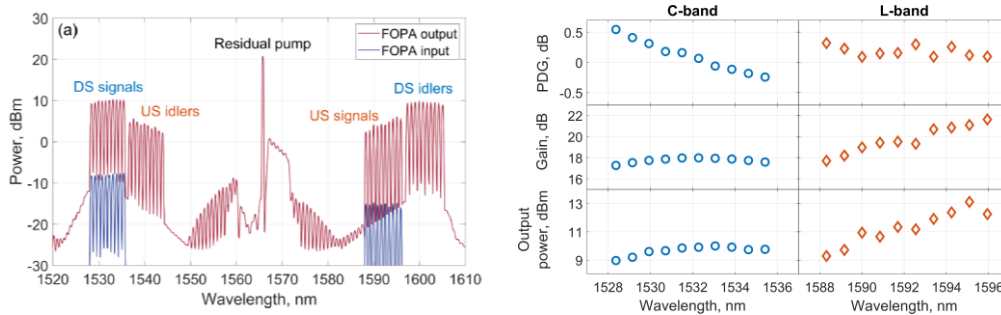 (a)
Residual pump
FOPA output
FOPA input
DS signals
US idlers
US signals
DS idlers
Power, dBm
30
20
10
0
-10
-20
-30
1520 1530 1540 1550 1560 1570 1580 1590 1600 1610
Wavelength, nm
C-band L-band
PDG, dB
0.5
0
-0.5
Gain, dB
22
20
18
16
Output
power, dBm
13
11
9
1528 1530 1532 1534 1536 1588 1590 1592 1594 1596
Wavelength, nm Wavelength, nm